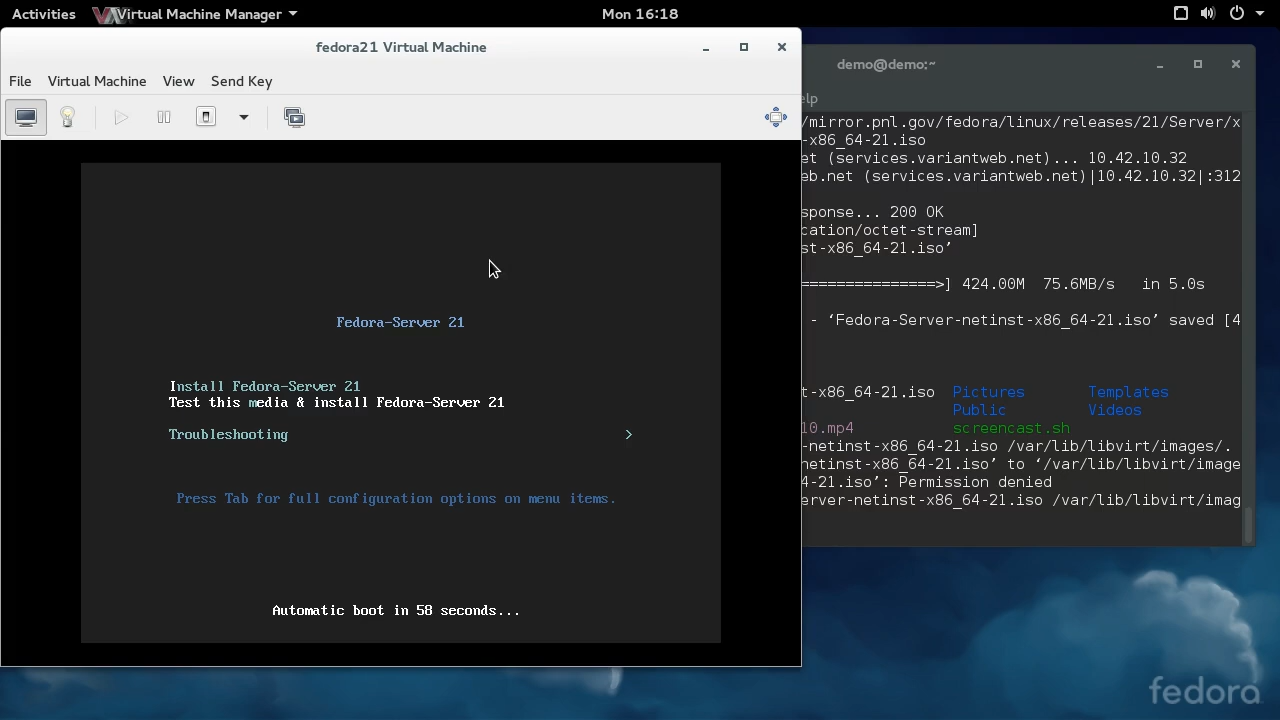 Activities Virtual Machine Manager Mon 16:18
fedora21 Virtual Machine
File Virtual Machine View Send Key
Fedora-Server 21
Install Fedora-Server 21
Test this media & install Fedora-Server 21
Troubleshooting >
Press Tab for full configuration options on menu items.
Automatic boot in 58 seconds...
demo@demo:~
elp
/mirror.pnl.gov/fedora/linux/releases/21/Server/x
-x86_64-21.iso
et (services.variantweb.net)... 10.42.10.32
eb.net (services.variantweb.net)|10.42.10.32|:312
sponse... 200 OK
cation/octet-stream]
st-x86_64-21.iso’
===============>] 424.00M 75.6MB/s in 5.0s
- ‘Fedora-Server-netinst-x86_64-21.iso’ saved [4
t-x86_64-21.iso Pictures Templates
Public Videos
10.mp4 screencast.sh
-netinst-x86_64-21.iso /var/lib/libvirt/images/.
netinst-x86_64-21.iso’ to ‘/var/lib/libvirt/image
4-21.iso’: Permission denied
erver-netinst-x86_64-21.iso /var/lib/libvirt/imag
fedora